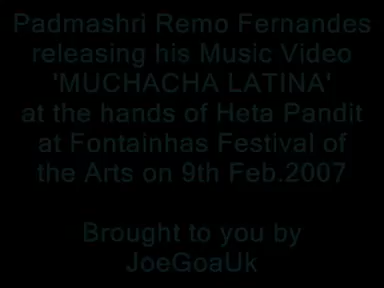 Padmashri Remo Fernandes
releasing his Music Video
'MUCHACHA LATINA'
at the hands of Heta Pandit
at Fontainhas Festival of
the Arts on 9th Feb.2007
Brought to you by
JoeGoaUk